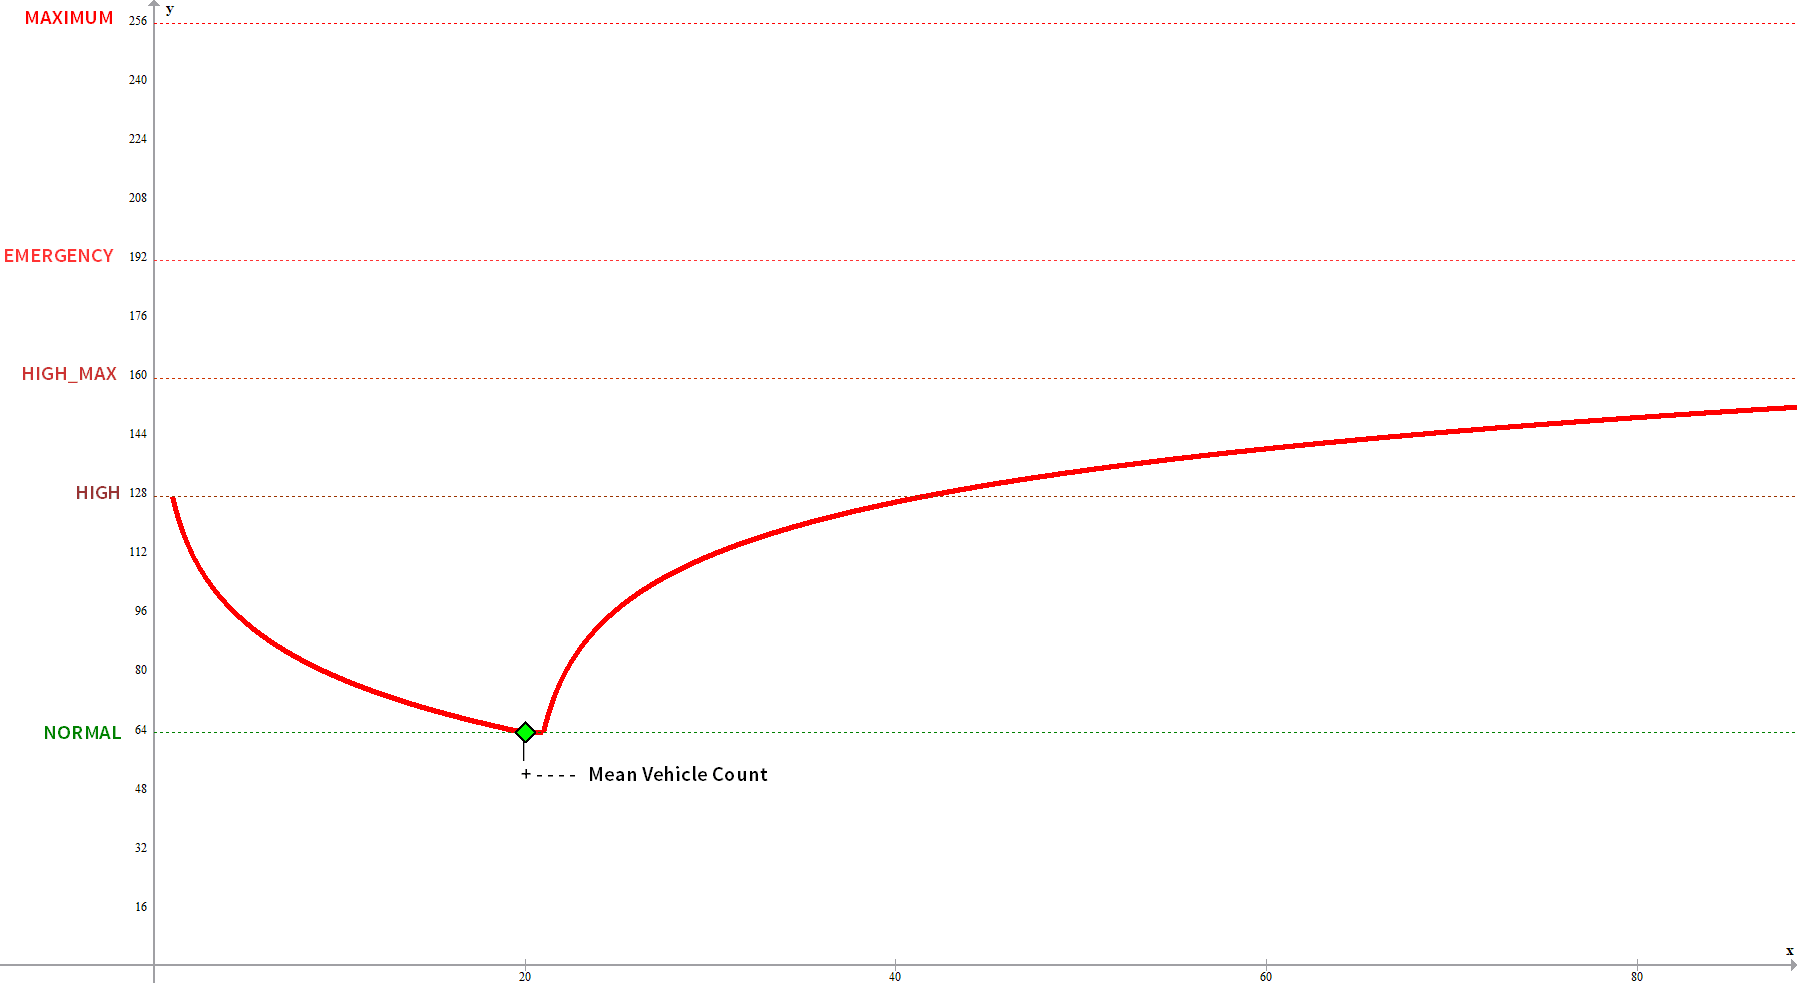 y
MAXIMUM 256
240
224
208
EMERGENCY 192
176
HIGH_MAX 160
144
HIGH 128
112
96
80
NORMAL 64
+ ---- Mean Vehicle Count
48
32
16
x
20 40 60 80